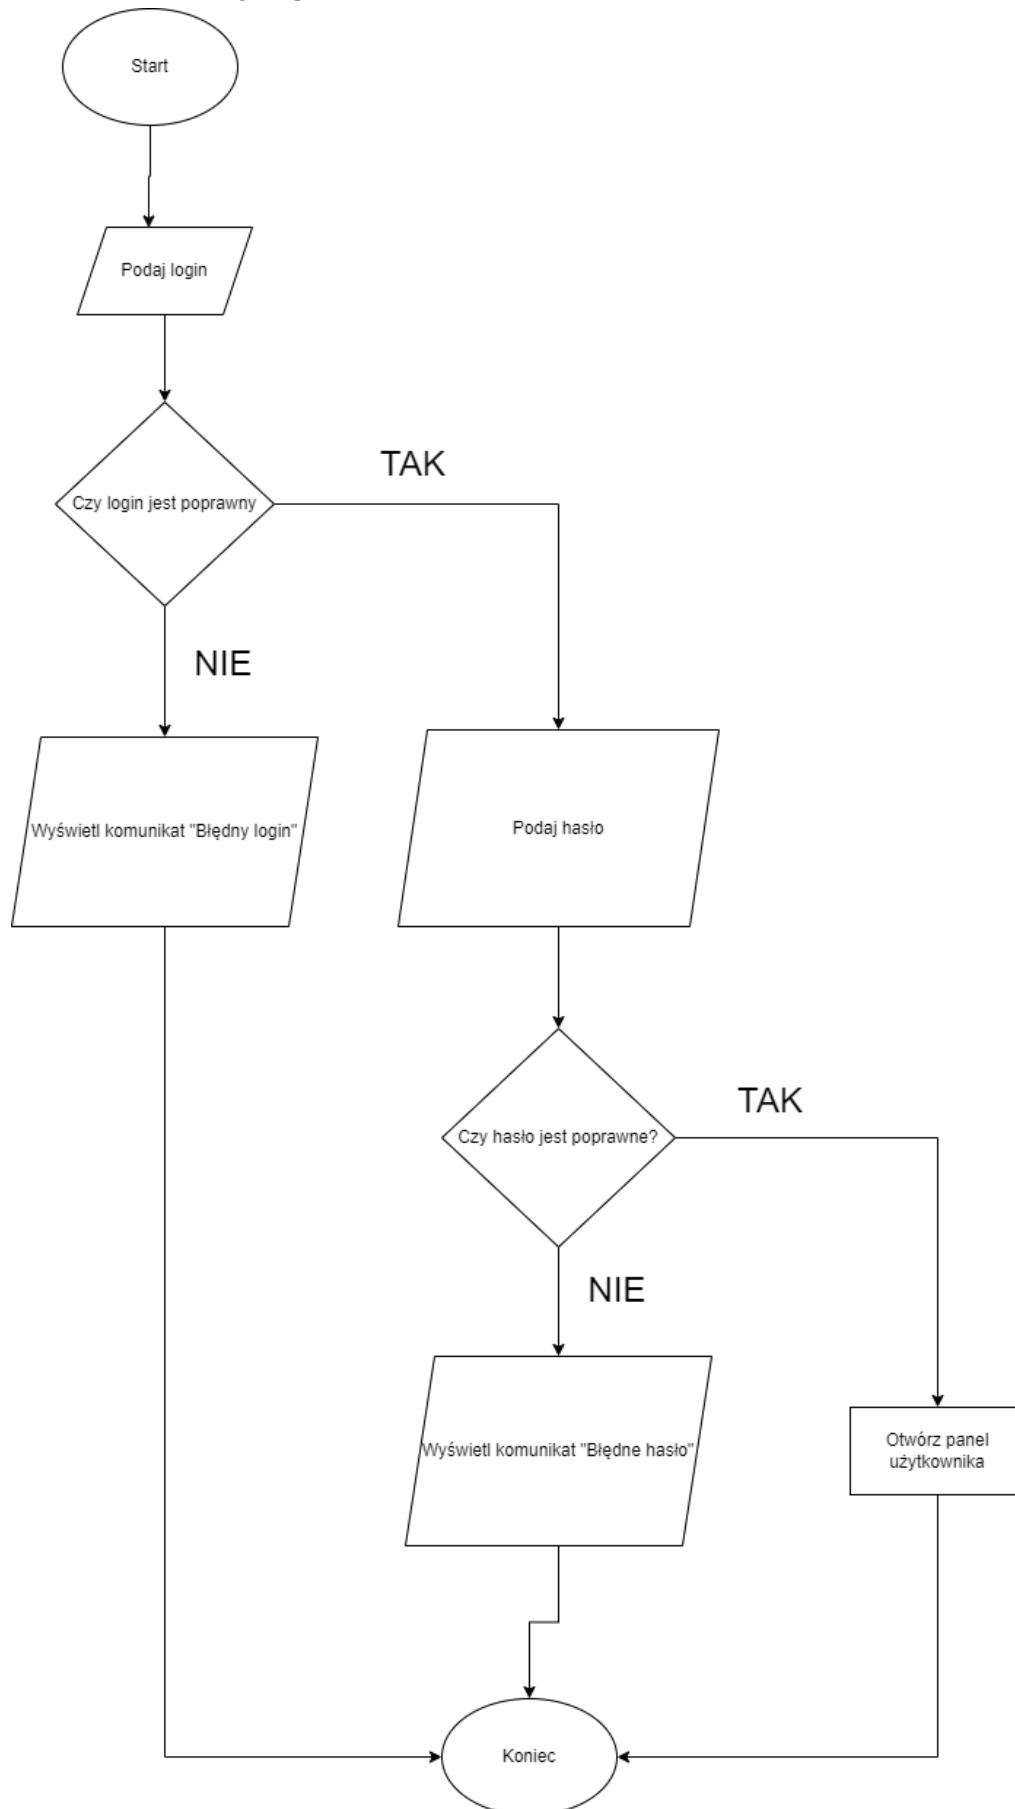 Start
Podaj login
Czy login jest poprawny
TAK
NIE
Wyświetl komunikat "Błędny login"
Podaj hasło
Czy hasło jest poprawne?
TAK
NIE
Wyświetl komunikat "Błędne hasło"
Otwórz panel
użytkownika
Koniec